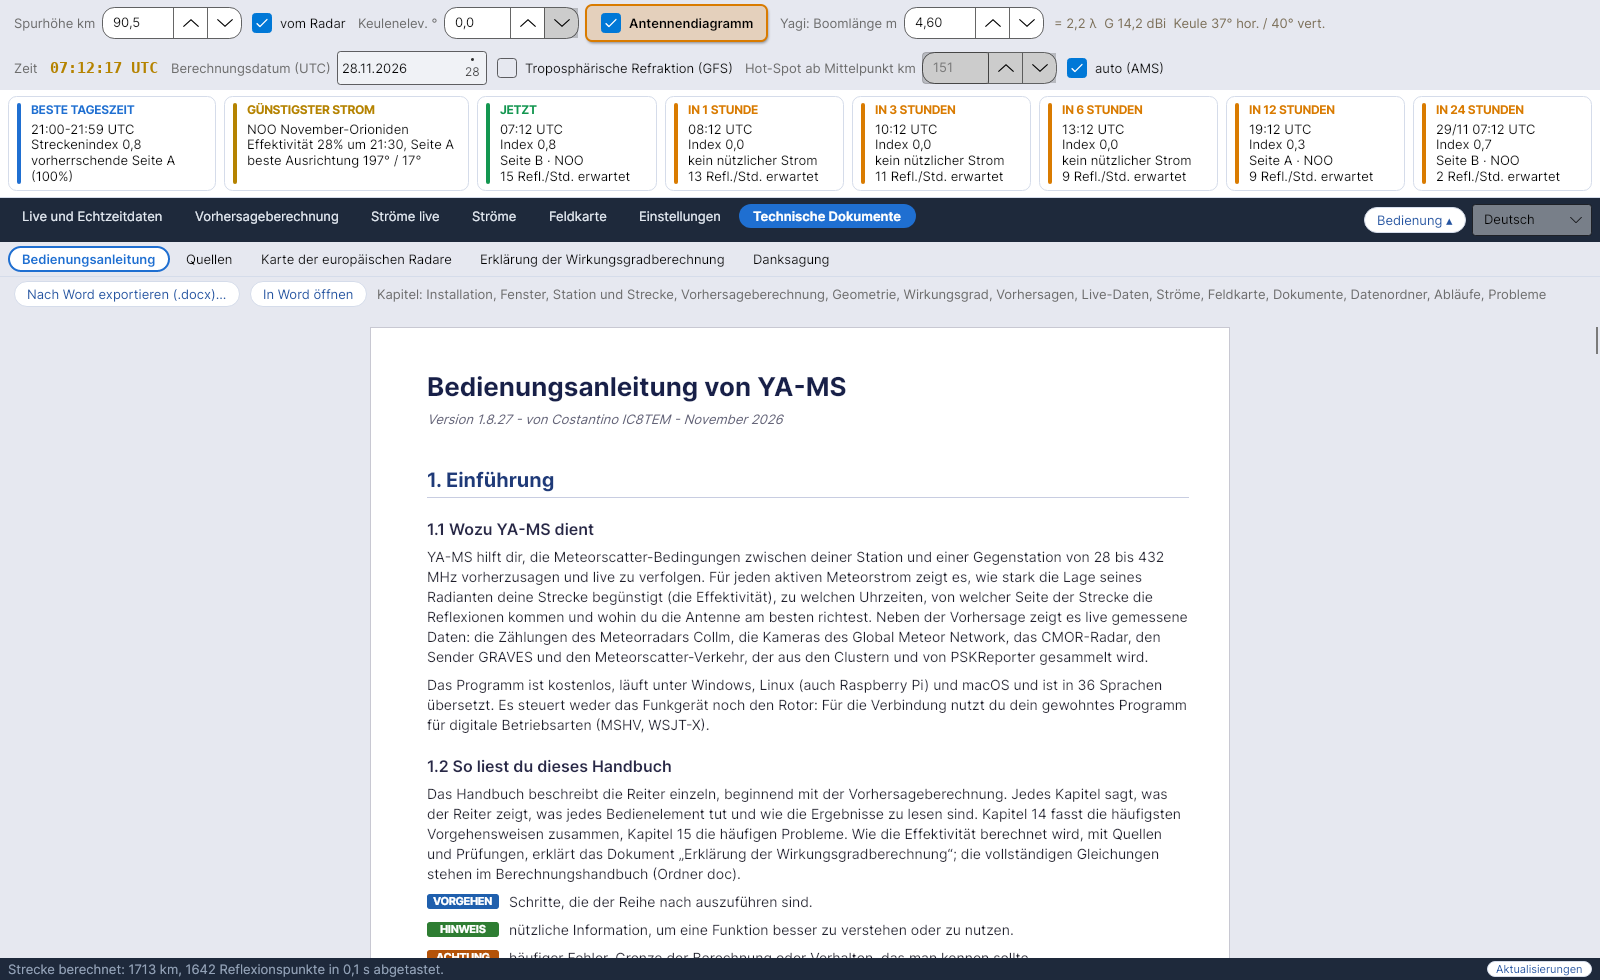 Spurhöhe km 90,5 vom Radar Keulenelev. ° 0,0 Antennendiagramm Yagi: Boomlänge m 4,60 = 2,2 λ G 14,2 dBi Keule 37° hor. / 40° vert.
Zeit 07:12:17 UTC Berechnungsdatum (UTC) 28.11.2026 28 Troposphärische Refraktion (GFS) Hot-Spot ab Mittelpunkt km 151 auto (AMS)
BESTE TAGESZEIT
21:00-21:59 UTC
Streckenindex 0,8
vorherrschende Seite A
(100%)
GÜNSTIGSTER STROM
NOO November-Orioniden
Effektivität 28% um 21:30, Seite A
beste Ausrichtung 197° / 17°
JETZT
07:12 UTC
Index 0,8
Seite B · NOO
15 Refl./Std. erwartet
IN 1 STUNDE
08:12 UTC
Index 0,0
kein nützlicher Strom
13 Refl./Std. erwartet
IN 3 STUNDEN
10:12 UTC
Index 0,0
kein nützlicher Strom
11 Refl./Std. erwartet
IN 6 STUNDEN
13:12 UTC
Index 0,0
kein nützlicher Strom
9 Refl./Std. erwartet
IN 12 STUNDEN
19:12 UTC
Index 0,3
Seite A · NOO
9 Refl./Std. erwartet
IN 24 STUNDEN
29/11 07:12 UTC
Index 0,7
Seite B · NOO
2 Refl./Std. erwartet
Live und Echtzeitdaten Vorhersageberechnung Ströme live Ströme Feldkarte Einstellungen Technische Dokumente Bedienung ▴ Deutsch
Bedienungsanleitung Quellen Karte der europäischen Radare Erklärung der Wirkungsgradberechnung Danksagung
Nach Word exportieren (.docx)... In Word öffnen Kapitel: Installation, Fenster, Station und Strecke, Vorhersageberechnung, Geometrie, Wirkungsgrad, Vorhersagen, Live-Daten, Ströme, Feldkarte, Dokumente, Datenordner, Abläufe, Probleme
Bedienungsanleitung von YA-MS
Version 1.8.27 - von Costantino IC8TEM - November 2026
1. Einführung
1.1 Wozu YA-MS dient
YA-MS hilft dir, die Meteorscatter-Bedingungen zwischen deiner Station und einer Gegenstation von 28 bis 432
MHz vorherzusagen und live zu verfolgen. Für jeden aktiven Meteorstrom zeigt es, wie stark die Lage seines
Radianten deine Strecke begünstigt (die Effektivität), zu welchen Uhrzeiten, von welcher Seite der Strecke die
Reflexionen kommen und wohin du die Antenne am besten richtest. Neben der Vorhersage zeigt es live gemessene
Daten: die Zählungen des Meteorradars Collm, die Kameras des Global Meteor Network, das CMOR-Radar, den
Sender GRAVES und den Meteorscatter-Verkehr, der aus den Clustern und von PSKReporter gesammelt wird.
Das Programm ist kostenlos, läuft unter Windows, Linux (auch Raspberry Pi) und macOS und ist in 36 Sprachen
übersetzt. Es steuert weder das Funkgerät noch den Rotor: Für die Verbindung nutzt du dein gewohntes Programm
für digitale Betriebsarten (MSHV, WSJT-X).
1.2 So liest du dieses Handbuch
Das Handbuch beschreibt die Reiter einzeln, beginnend mit der Vorhersageberechnung. Jedes Kapitel sagt, was
der Reiter zeigt, was jedes Bedienelement tut und wie die Ergebnisse zu lesen sind. Kapitel 14 fasst die häufigsten
Vorgehensweisen zusammen, Kapitel 15 die häufigen Probleme. Wie die Effektivität berechnet wird, mit Quellen
und Prüfungen, erklärt das Dokument „Erklärung der Wirkungsgradberechnung“; die vollständigen Gleichungen
stehen im Berechnungshandbuch (Ordner doc).
VORGEHEN Schritte, die der Reihe nach auszuführen sind.
HINWEIS nützliche Information, um eine Funktion besser zu verstehen oder zu nutzen.
ACHTUNG häufiger Fehler, Grenze der Berechnung oder Verhalten, das man kennen sollte.
Strecke berechnet: 1713 km, 1642 Reflexionspunkte in 0,1 s abgetastet. Aktualisierungen